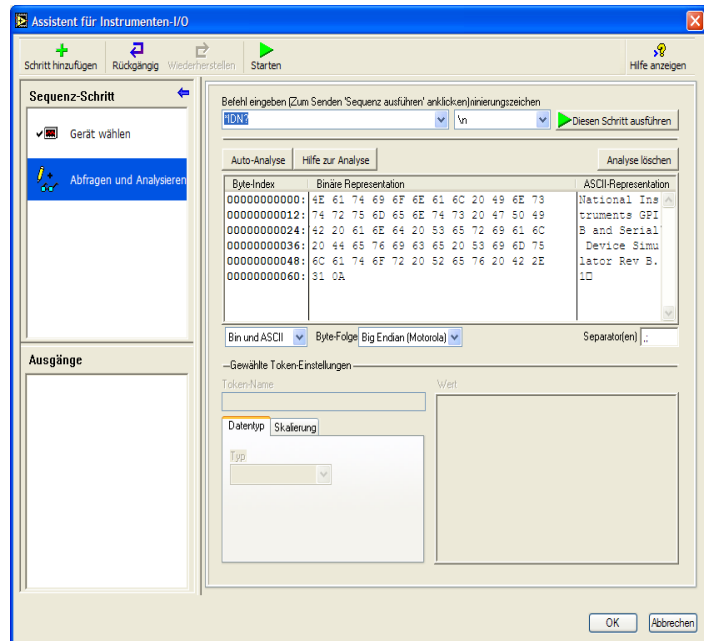 Assistent für Instrumenten-I/O
Schritt hinzufügen Rückgängig Wiederherstellen Starten Hilfe anzeigen
Sequenz-Schritt
Gerät wählen
Abfragen und Analysieren
Ausgänge
Befehl eingeben (Zum Senden 'Sequenz ausführen' anklicken)ninierungszeichen
*IDN? \n Diesen Schritt ausführen
Auto-Analyse Hilfe zur Analyse Analyse löschen
Byte-Index Binäre Representation ASCII-Representation
00000000000: 4E 61 74 69 6F 6E 61 6C 20 49 6E 73 National Ins
00000000012: 74 72 75 6D 65 6E 74 73 20 47 50 49 truments GPI
00000000024: 42 20 61 6E 64 20 53 65 72 69 61 6C B and Serial
00000000036: 20 44 65 76 69 63 65 20 53 69 6D 75 Device Simu
00000000048: 6C 61 74 6F 72 20 52 65 76 20 42 2E lator Rev B.
00000000060: 31 0A 1□
Bin und ASCII Byte-Folge Big Endian (Motorola) Separator(en) ,;
Gewählte Token-Einstellungen
Token-Name Wert
Datentyp Skalierung
Typ
OK Abbrechen